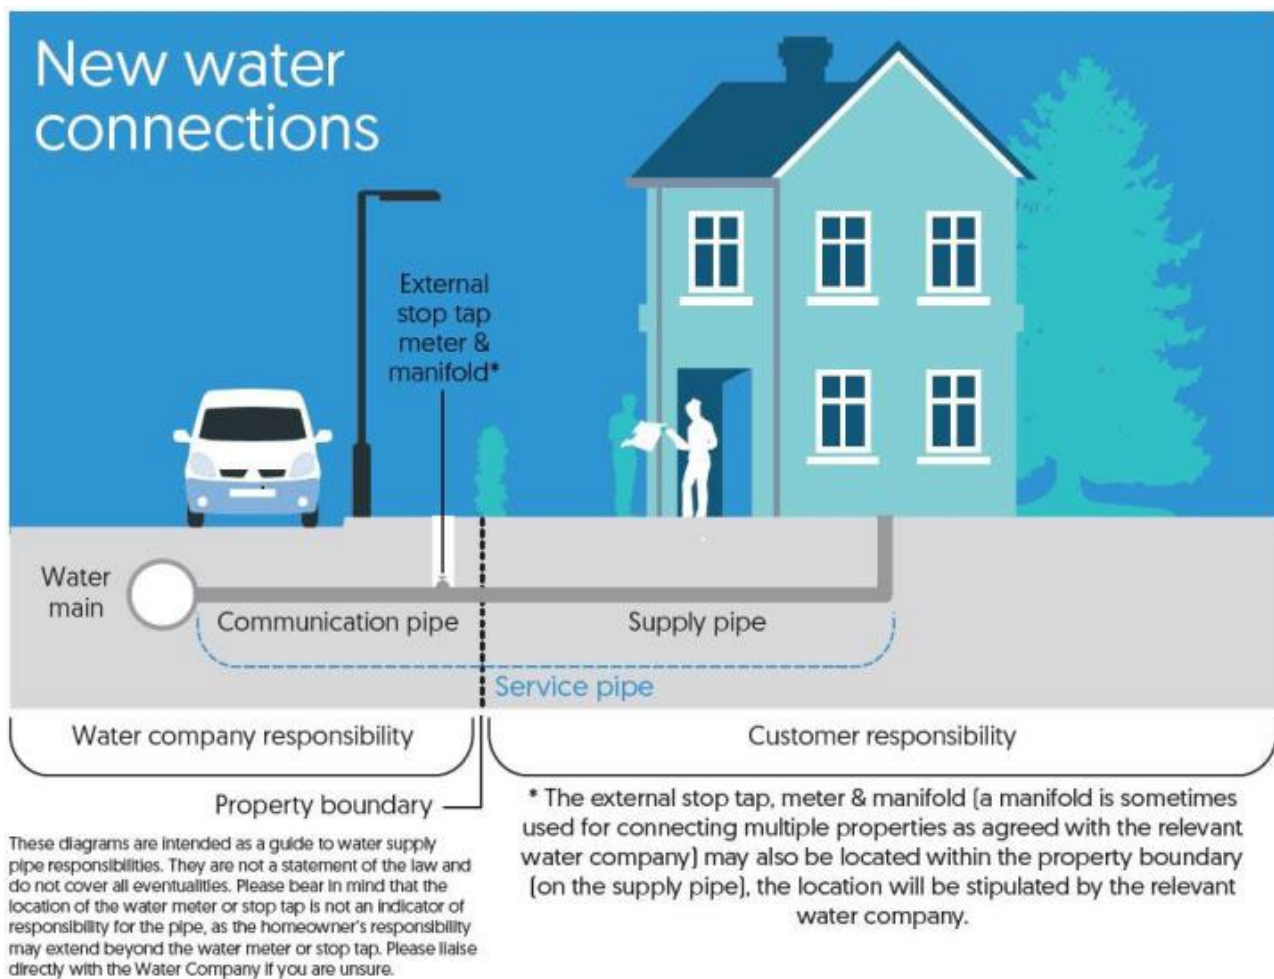 New water
connections
External
stop tap
meter &
manifold*
Water
main
Communication pipe
Supply pipe
Service pipe
Water company responsibility
Customer responsibility
Property boundary
These diagrams are intended as a guide to water supply
pipe responsibilities. They are not a statement of the law and
do not cover all eventualities. Please bear in mind that the
location of the water meter or stop tap is not an indicator of
responsibility for the pipe, as the homeowner's responsibility
may extend beyond the water meter or stop tap. Please liaise
directly with the Water Company if you are unsure.
* The external stop tap, meter & manifold (a manifold is sometimes
used for connecting multiple properties as agreed with the relevant
water company) may also be located within the property boundary
(on the supply pipe), the location will be stipulated by the relevant
water company.